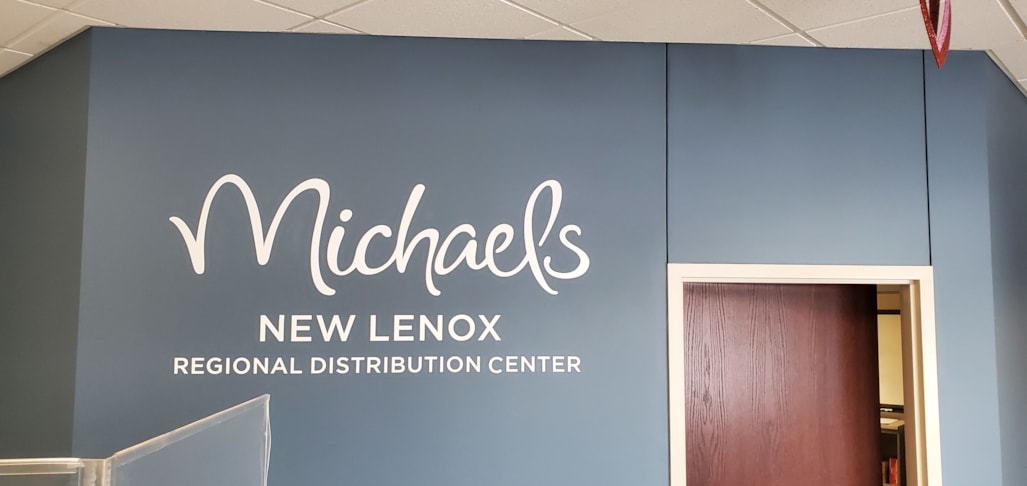 Michaels
NEW LENOX
REGIONAL DISTRIBUTION CENTER